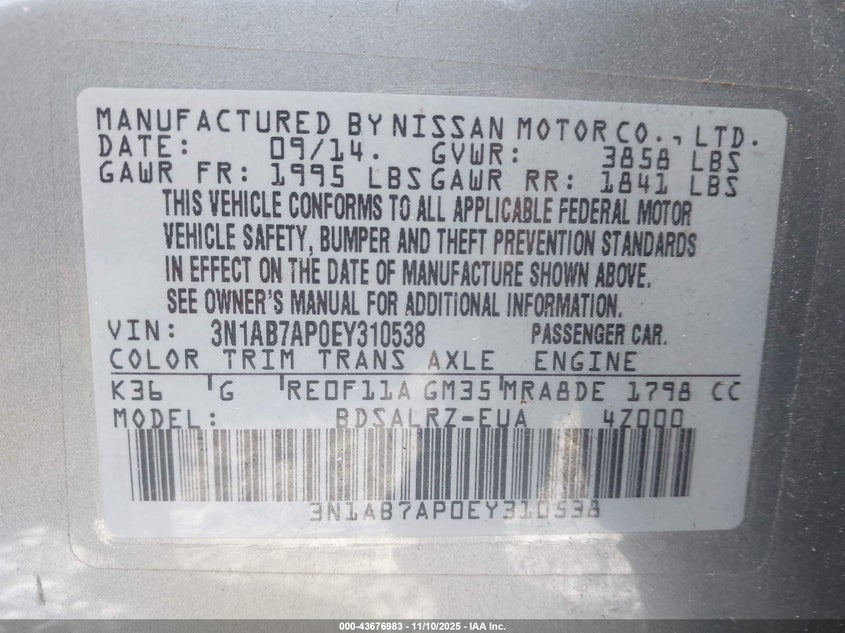 MANUFACTURED BY NISSAN MOTOR CO., LTD.
DATE: 09/14. GVWR: 3858 LBS
GAWR FR: 1995 LBS GAWR RR: 1841 LBS
THIS VEHICLE CONFORMS TO ALL APPLICABLE FEDERAL MOTOR
VEHICLE SAFETY, BUMPER AND THEFT PREVENTION STANDARDS
IN EFFECT ON THE DATE OF MANUFACTURE SHOWN ABOVE.
SEE OWNER'S MANUAL FOR ADDITIONAL INFORMATION.
VIN: 3N1AB7AP0EY310538 PASSENGER CAR.
COLOR TRIM TRANS AXLE ENGINE
K36 G RE0F11A GM35 MRA8DE 1798 CC
MODEL: BDSALRZ-EUA 4Z000
3N1AB7AP0EY310538
000-43676983 - 11/10/2025 - IAA Inc.